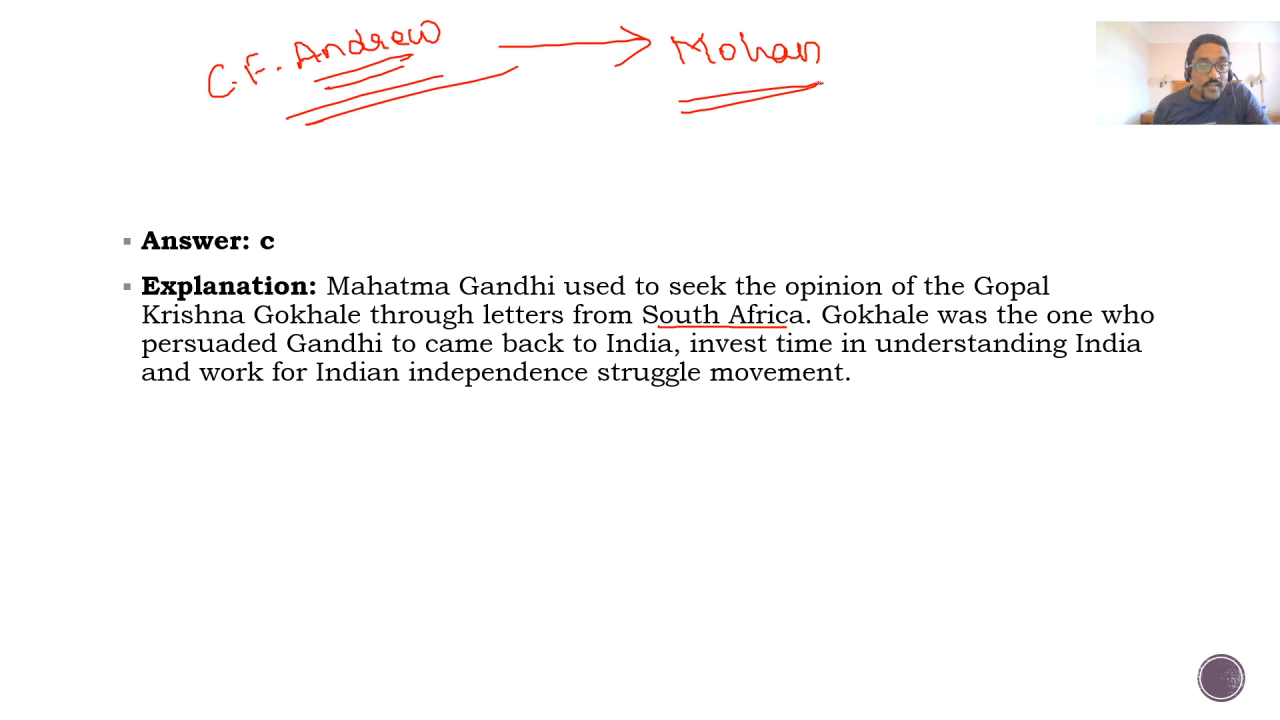 C.F. Andrew → Mohan
Answer: c
Explanation: Mahatma Gandhi used to seek the opinion of the Gopal
Krishna Gokhale through letters from South Africa. Gokhale was the one who
persuaded Gandhi to came back to India, invest time in understanding India
and work for Indian independence struggle movement.